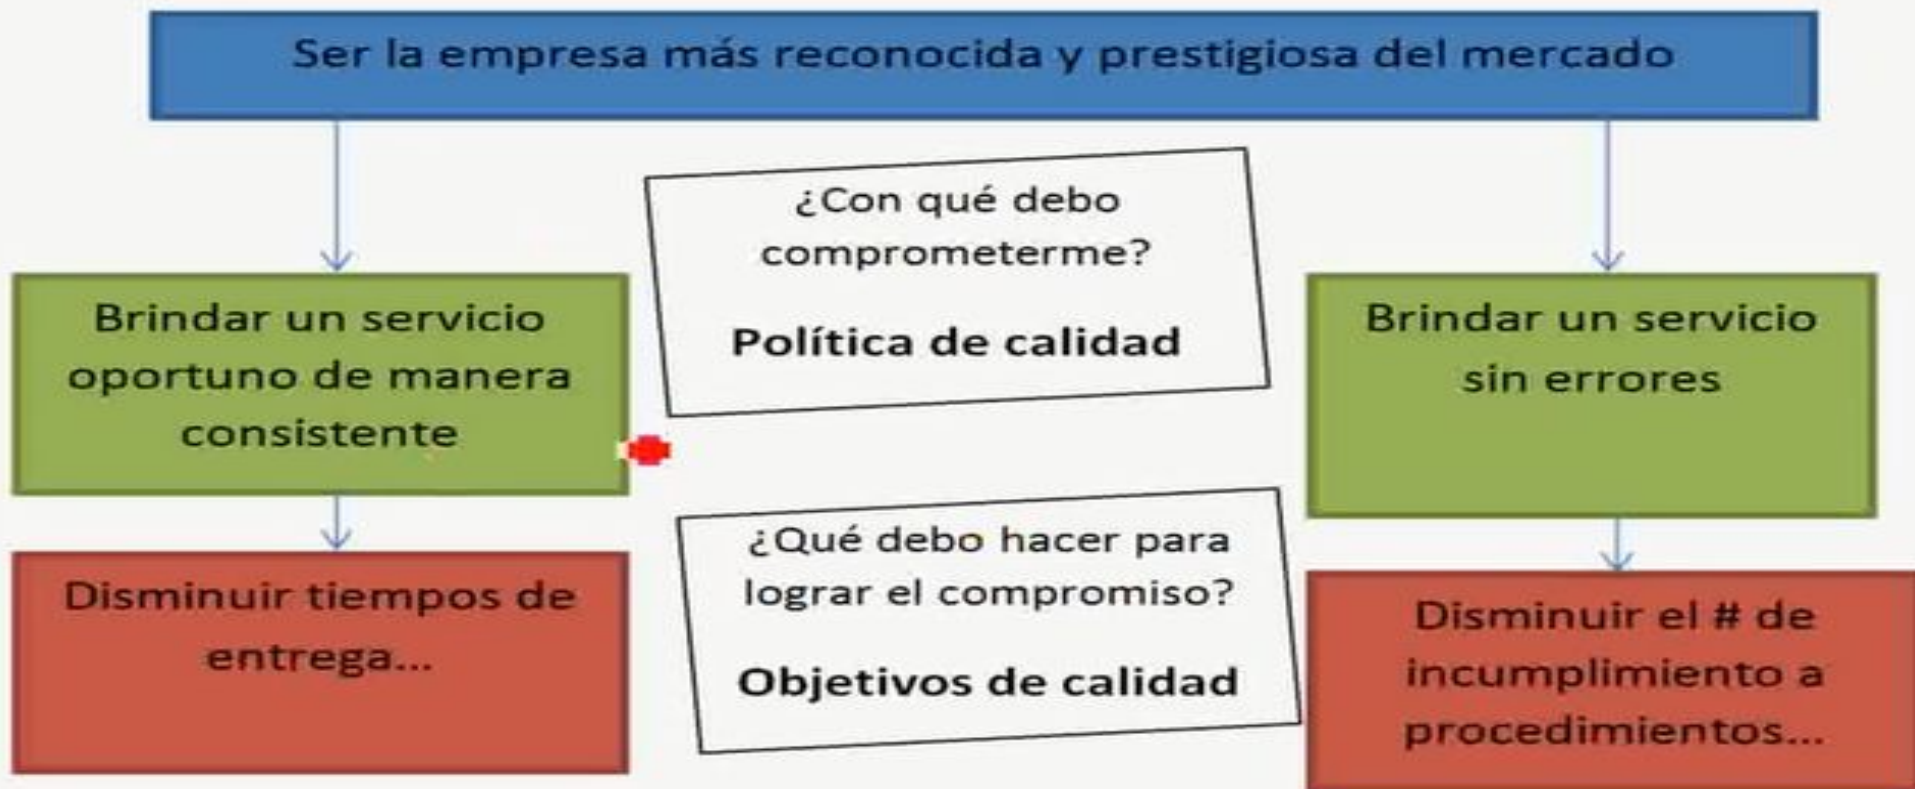 Ser la empresa más reconocida y prestigiosa del mercado
¿Con qué debo
comprometerme?
Política de calidad
Brindar un servicio
oportuno de manera
consistente
Brindar un servicio
sin errores
¿Qué debo hacer para
lograr el compromiso?
Objetivos de calidad
Disminuir tiempos de
entrega...
Disminuir el # de
incumplimiento a
procedimientos...